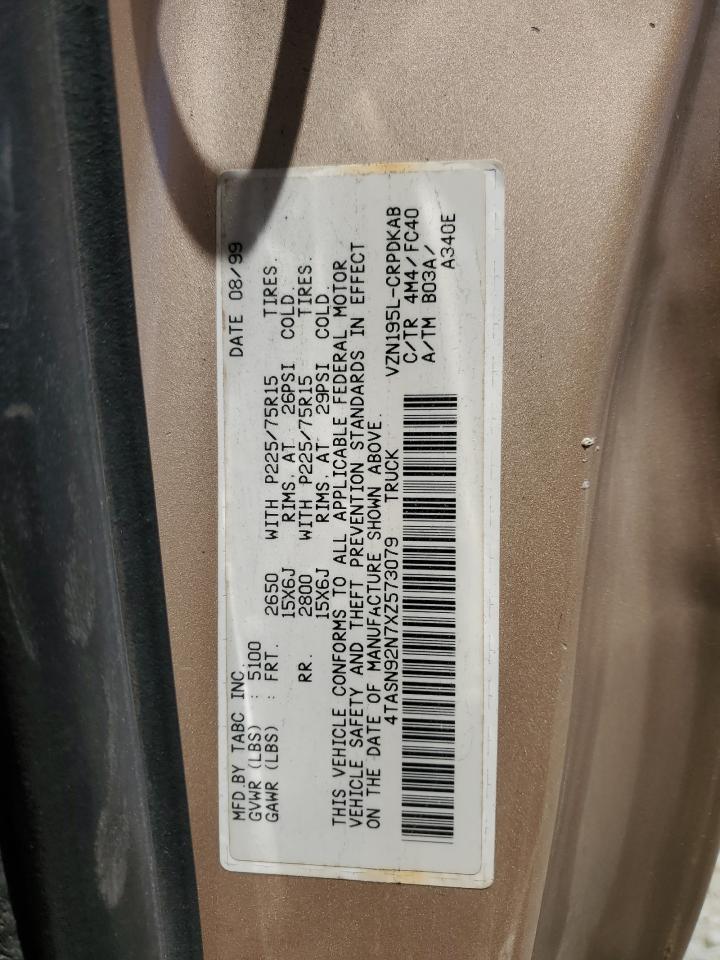 MFD.BY TABC INC. DATE 08/99
GVWR (LBS) : 5100
GAWR (LBS) : FRT. 2650 WITH P225/75R15 TIRES.
15X6J RIMS. AT 26PSI COLD.
RR. 2800 WITH P225/75R15 TIRES.
15X6J RIMS. AT 29PSI COLD.
THIS VEHICLE CONFORMS TO ALL APPLICABLE FEDERAL MOTOR
VEHICLE SAFETY AND THEFT PREVENTION STANDARDS IN EFFECT
ON THE DATE OF MANUFACTURE SHOWN ABOVE.
4TASN92N7XZ573079 TRUCK VZN195L-CRPDKAB
C/TR 4M4/FC40
A/TM B03A/
A340E